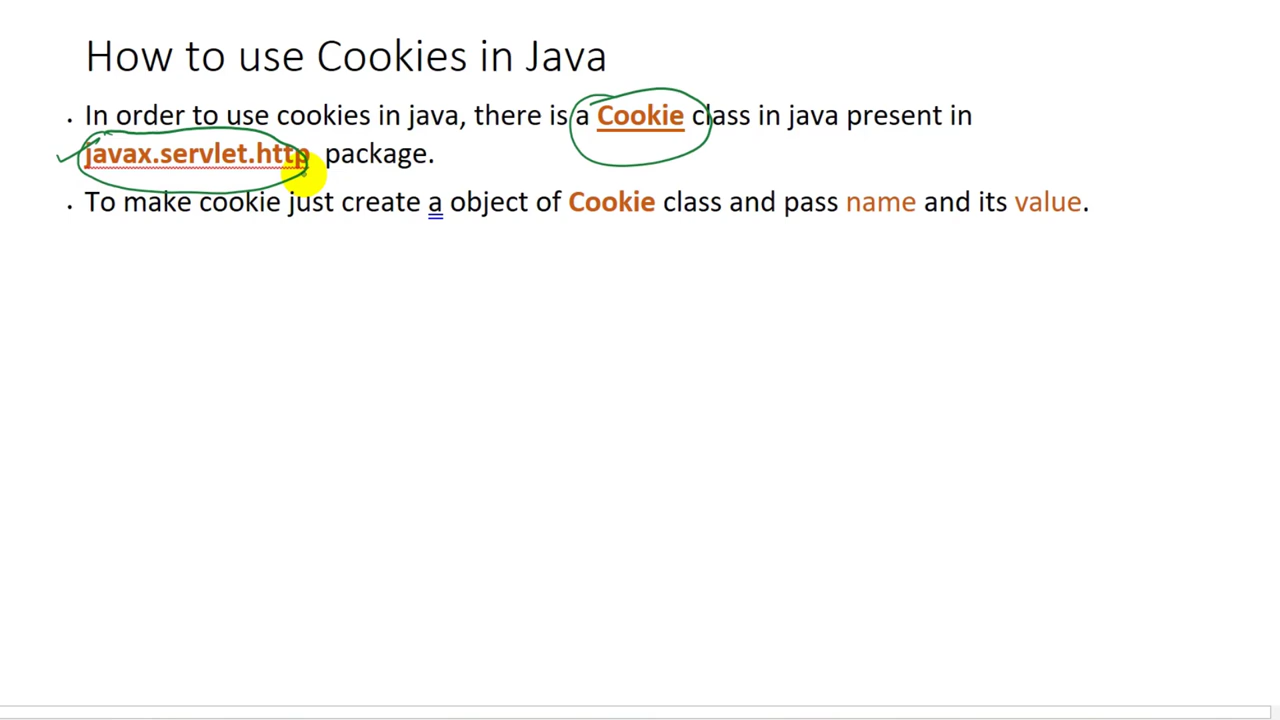 How to use Cookies in Java
• In order to use cookies in java, there is a Cookie class in java present in
javax.servlet.http package.
• To make cookie just create a object of Cookie class and pass name and its value.